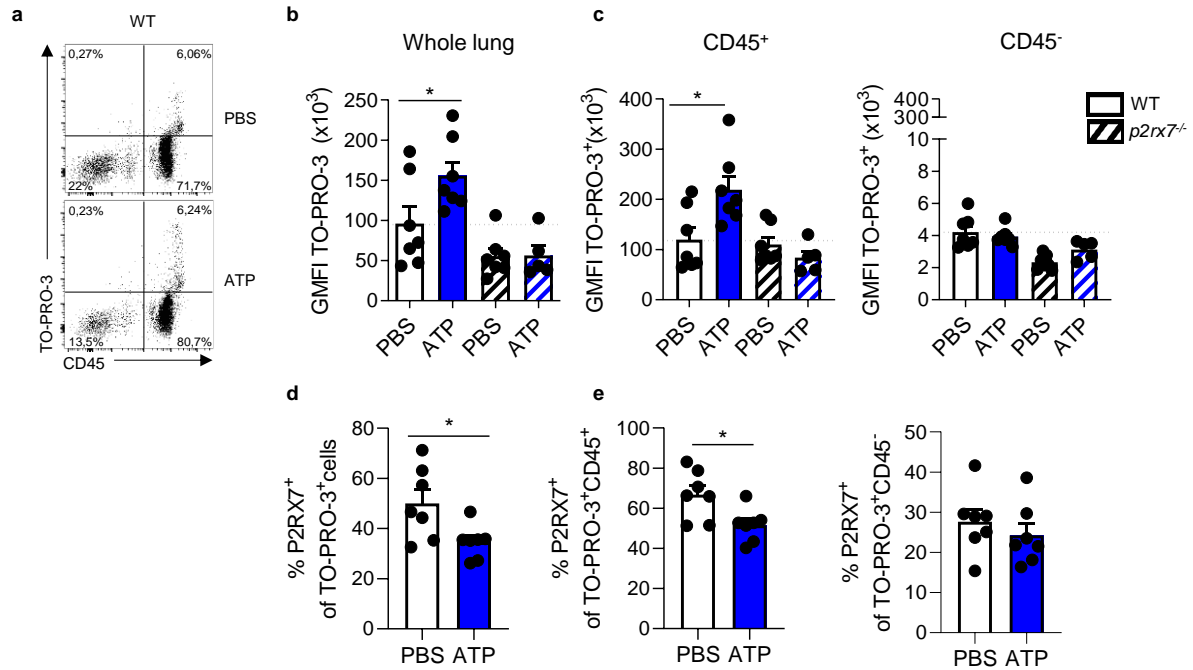 a
WT
0,27%
6,06%
22%
71,7%
PBS
0,23%
6,24%
13,5%
80,7%
ATP
TO-PRO-3
CD45
b
Whole lung
GMFI TO-PRO-3 (x10³)
250
200
150
100
50
0
*
PBS
ATP
PBS
ATP
c
CD45⁺
GMFI TO-PRO-3⁺(x10³)
400
300
200
100
0
*
PBS
ATP
PBS
ATP
CD45⁻
GMFI TO-PRO-3⁺ (x10³)
400
300
10
8
6
4
2
0
PBS
ATP
PBS
ATP
WT
p2rx7⁻/⁻
d
% P2RX7⁺
of TO-PRO-3⁺cells
80
60
40
20
0
*
PBS ATP
e
% P2RX7⁺
of TO-PRO-3⁺CD45⁺
100
80
60
40
20
0
*
PBS ATP
% P2RX7⁺
of TO-PRO-3⁺CD45⁻
50
40
30
20
10
0
PBS ATP